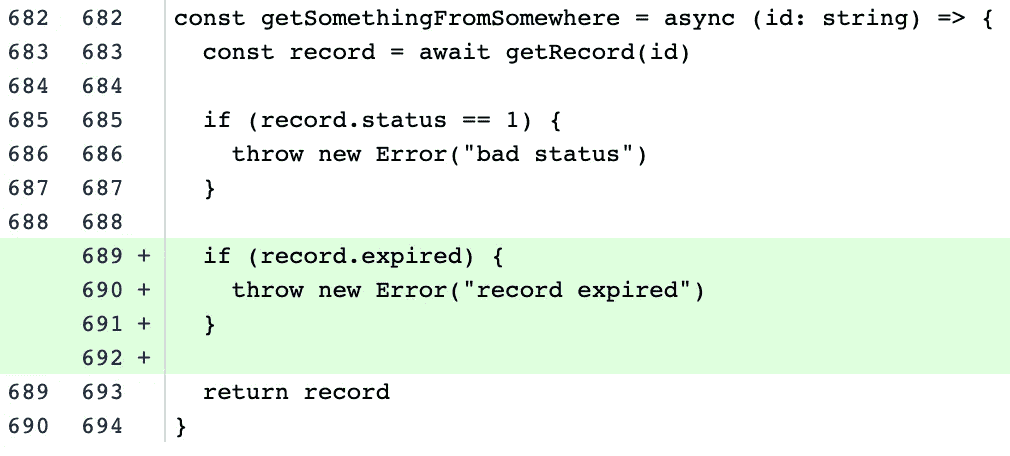 682 682 const getSomethingFromSomewhere = async (id: string) => {
683 683   const record = await getRecord(id)
684 684
685 685   if (record.status == 1) {
686 686     throw new Error("bad status")
687 687   }
688 688
689 +   if (record.expired) {
690 +     throw new Error("record expired")
691 +   }
692 +
689 693   return record
690 694 }